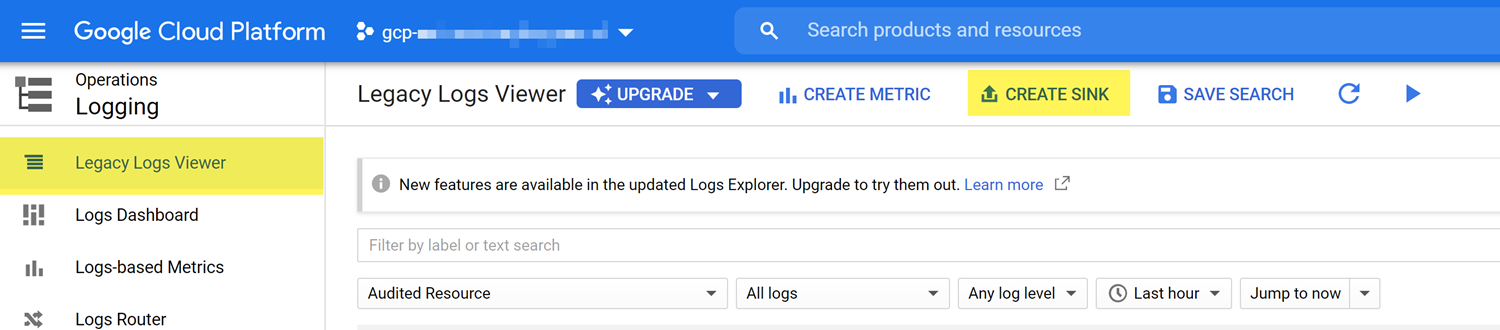 Google Cloud Platform
gcp-
Search products and resources
Operations
Logging
Legacy Logs Viewer
UPGRADE
CREATE METRIC
CREATE SINK
SAVE SEARCH
Legacy Logs Viewer
Logs Dashboard
Logs-based Metrics
Logs Router
New features are available in the updated Logs Explorer. Upgrade to try them out. Learn more
Filter by label or text search
Audited Resource
All logs
Any log level
Last hour
Jump to now